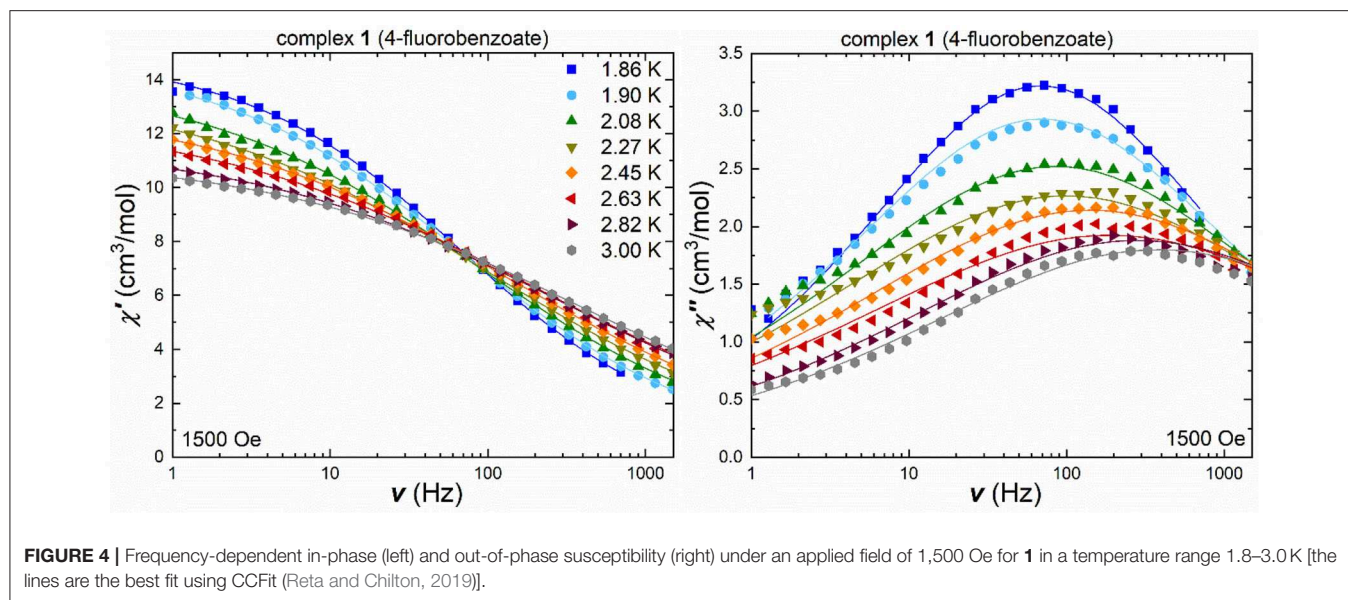 complex 1 (4-fluorobenzoate)
14
12
10
8
6
4
2
0
χ′ (cm³/mol)
1.86 K
1.90 K
2.08 K
2.27 K
2.45 K
2.63 K
2.82 K
3.00 K
1500 Oe
1 10 100 1000
ν (Hz)
complex 1 (4-fluorobenzoate)
3.5
3.0
2.5
2.0
1.5
1.0
0.5
0.0
χ″ (cm³/mol)
1500 Oe
1 10 100 1000
ν (Hz)
FIGURE 4 | Frequency-dependent in-phase (left) and out-of-phase susceptibility (right) under an applied field of 1,500 Oe for 1 in a temperature range 1.8–3.0 K [the
lines are the best fit using CCFit (Reta and Chilton, 2019)].